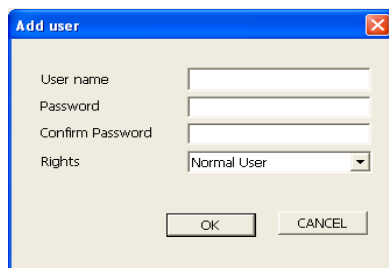 Add user
User name
Password
Confirm Password
Rights Normal User
OK CANCEL